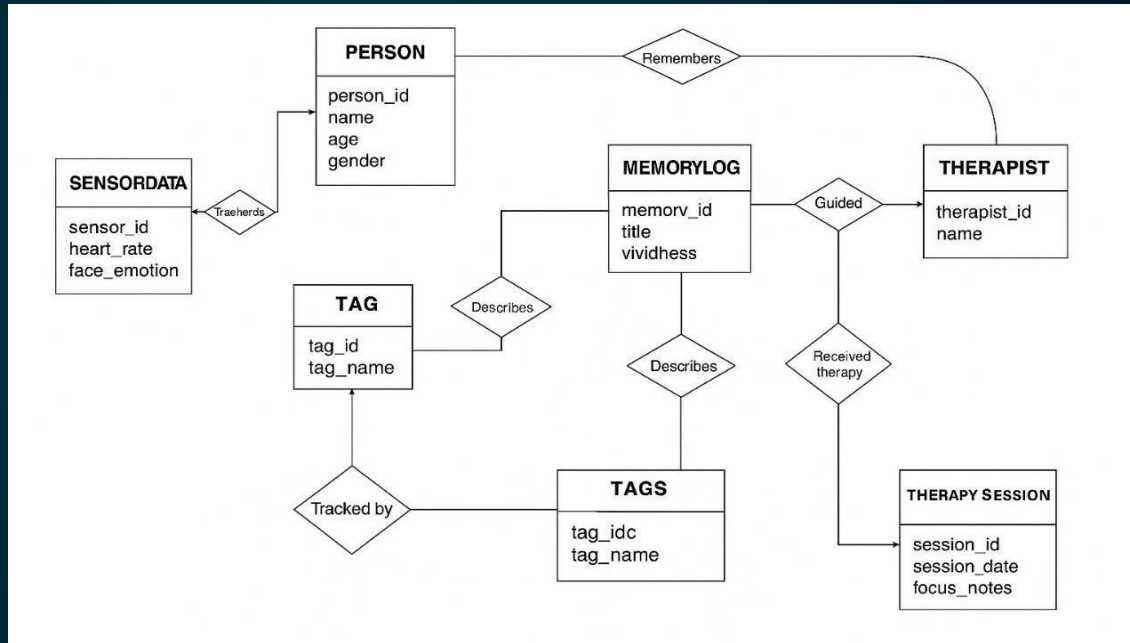 PERSON
person_id
name
age
gender
Remembers
SENSORDATA
sensor_id
heart_rate
face_emotion
Traeherds
MEMORYLOG
memorv_id
title
vividhess
Guided
THERAPIST
therapist_id
name
TAG
tag_id
tag_name
Describes
Describes
Received
therapy
Tracked by
TAGS
tag_idc
tag_name
THERAPY SESSION
session_id
session_date
focus_notes